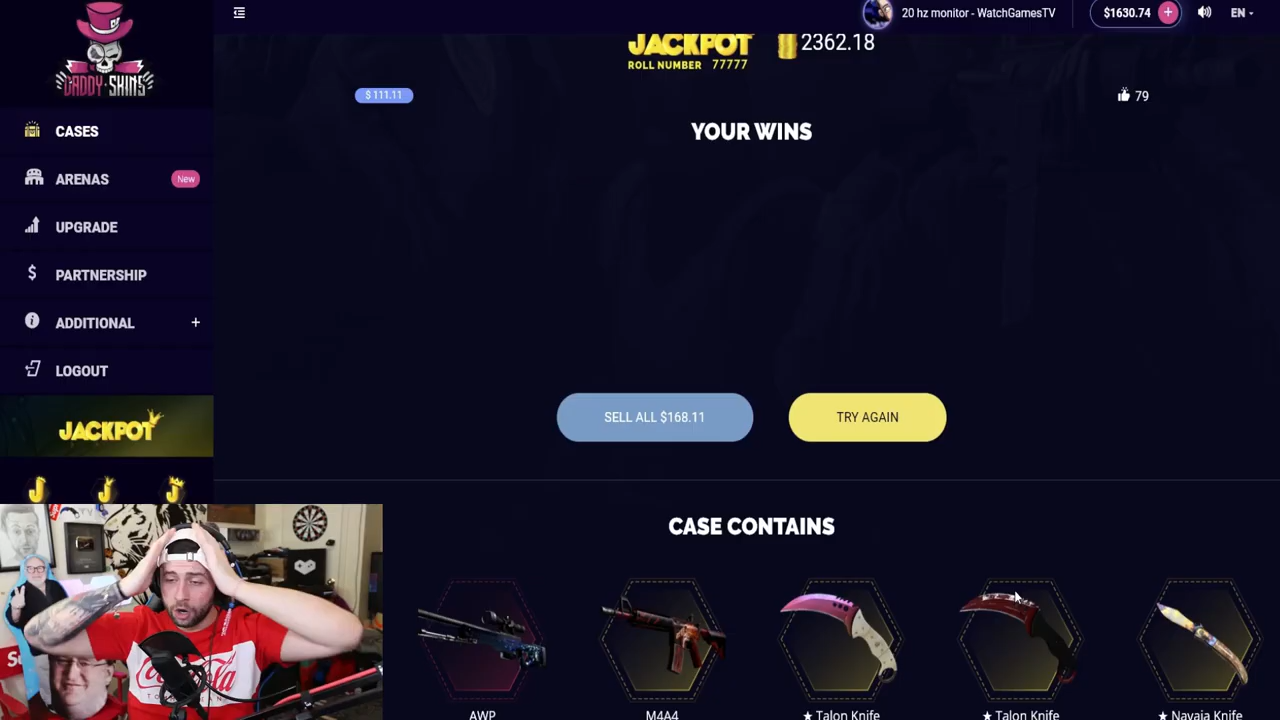 DADDY SKINS
20 hz monitor - WatchGamesTV
$1630.74
EN
JACKPOT
2362.18
ROLL NUMBER 77777
$ 111.11
79
YOUR WINS
CASES
ARENAS
New
UPGRADE
PARTNERSHIP
ADDITIONAL
LOGOUT
JACKPOT
J J J
SELL ALL $168.11
TRY AGAIN
CASE CONTAINS
Coca-Cola
AWP
M4A4
★ Talon Knife
★ Talon Knife
★ Navaja Knife